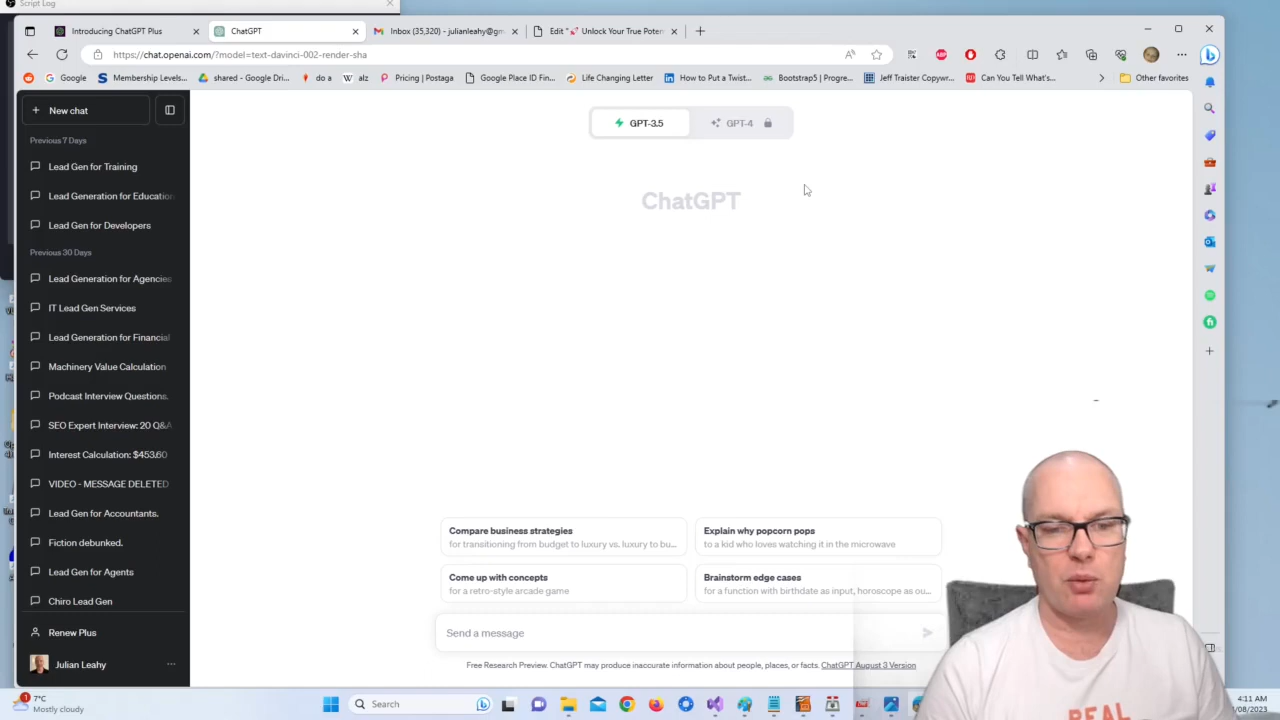 Script Log
Introducing ChatGPT Plus
ChatGPT
Inbox (35,320) - julianleahy@gm
Edit "🚀 Unlock Your True Poten
https://chat.openai.com/?model=text-davinci-002-render-sha
Google
Membership Levels...
shared - Google Dri...
do a
alz
Pricing | Postaga
Google Place ID Fin...
Life Changing Letter
How to Put a Twist...
Bootstrap5 | Progre...
Jeff Traister Copywr...
Can You Tell What's...
Other favorites
+ New chat
GPT-3.5
GPT-4
Previous 7 Days
Lead Gen for Training
Lead Generation for Education
Lead Gen for Developers
Previous 30 Days
Lead Generation for Agencies
IT Lead Gen Services
Lead Generation for Financial
Machinery Value Calculation
Podcast Interview Questions.
SEO Expert Interview: 20 Q&A
Interest Calculation: $453.60
VIDEO - MESSAGE DELETED
Lead Gen for Accountants.
Fiction debunked.
Lead Gen for Agents
Chiro Lead Gen
Renew Plus
Julian Leahy
ChatGPT
Compare business strategies
for transitioning from budget to luxury vs. luxury to bu...
Explain why popcorn pops
to a kid who loves watching it in the microwave
Come up with concepts
for a retro-style arcade game
Brainstorm edge cases
for a function with birthdate as input, horoscope as ou...
Send a message
Free Research Preview. ChatGPT may produce inaccurate information about people, places, or facts. ChatGPT August 3 Version
7°C
Mostly cloudy
Search
4:11 AM
/08/2023
REAL